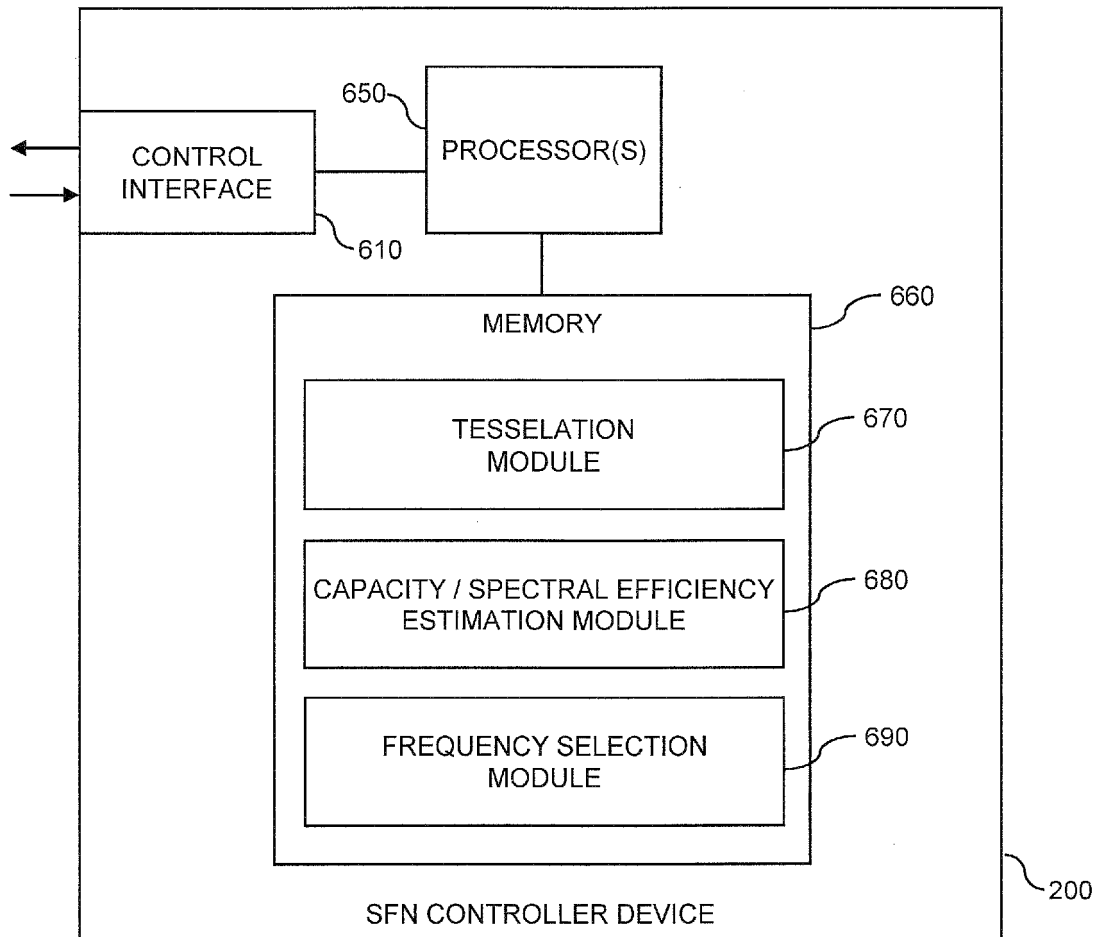 650
PROCESSOR(S)
CONTROL
INTERFACE
610
660
MEMORY
TESSELATION
MODULE
670
CAPACITY / SPECTRAL EFFICIENCY
ESTIMATION MODULE
680
FREQUENCY SELECTION
MODULE
690
200
SFN CONTROLLER DEVICE